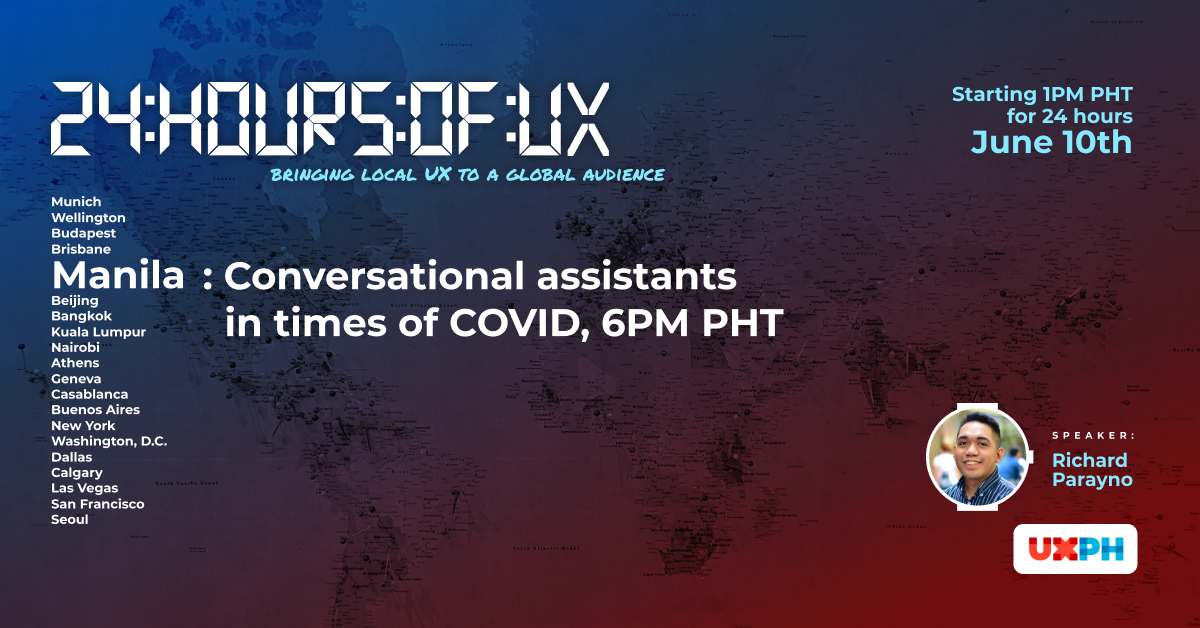 24:HOURS:OF:UX
BRINGING LOCAL UX TO A GLOBAL AUDIENCE
Starting 1PM PHT
for 24 hours
June 10th
Munich
Wellington
Budapest
Brisbane
Manila : Conversational assistants
in times of COVID, 6PM PHT
Beijing
Bangkok
Kuala Lumpur
Nairobi
Athens
Geneva
Casablanca
Buenos Aires
New York
Washington, D.C.
Dallas
Calgary
Las Vegas
San Francisco
Seoul
SPEAKER:
Richard
Parayno
UXPH